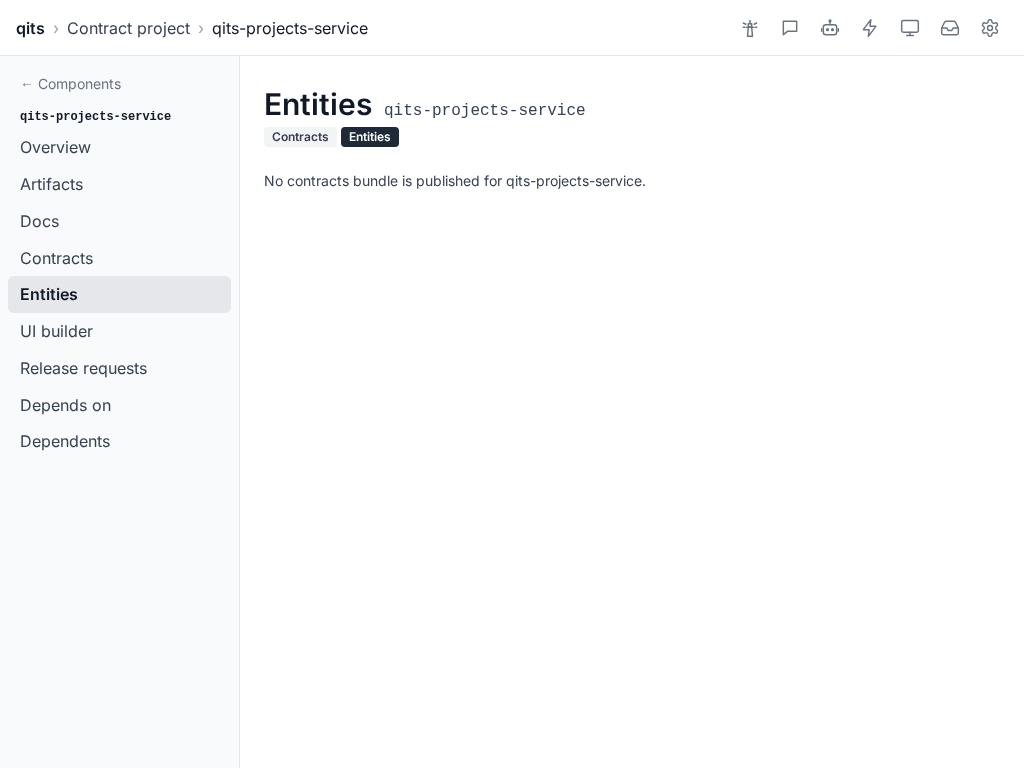 qits › Contract project › qits-projects-service
← Components
qits-projects-service
Overview
Artifacts
Docs
Contracts
Entities
UI builder
Release requests
Depends on
Dependents
Entities qits-projects-service
Contracts Entities
No contracts bundle is published for qits-projects-service.